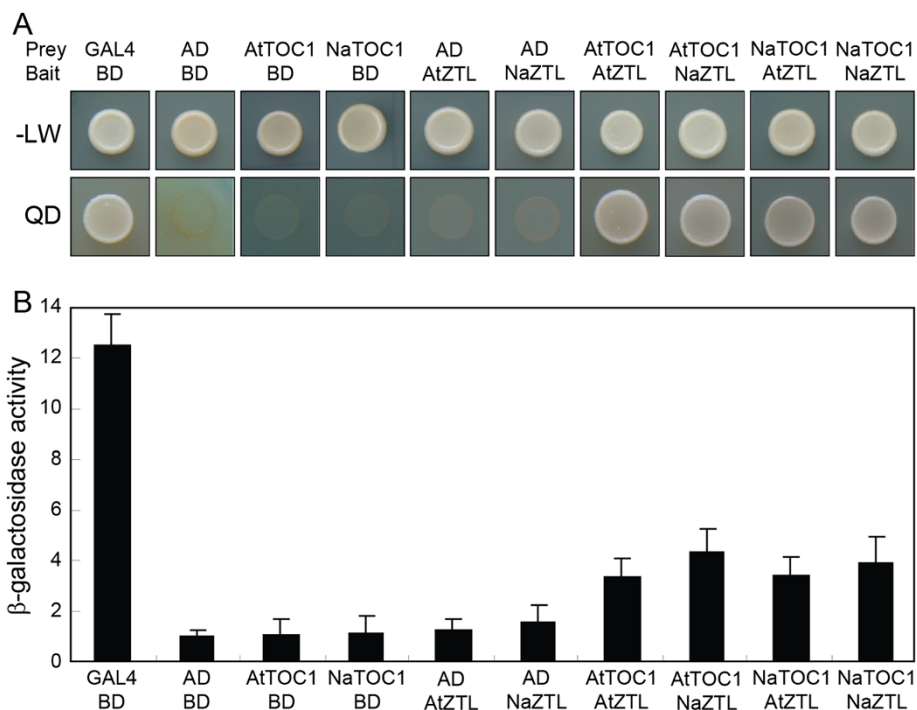 A
Prey GAL4 AD AtTOC1 NaTOC1 AD AD AtTOC1 AtTOC1 NaTOC1 NaTOC1
Bait BD BD BD BD AtZTL NaZTL AtZTL NaZTL AtZTL NaZTL
-LW
QD
B
β-galactosidase activity
14
12
10
8
6
4
2
0
GAL4 AD AtTOC1 NaTOC1 AD AD AtTOC1 AtTOC1 NaTOC1 NaTOC1
BD BD BD BD AtZTL NaZTL AtZTL NaZTL AtZTL NaZTL